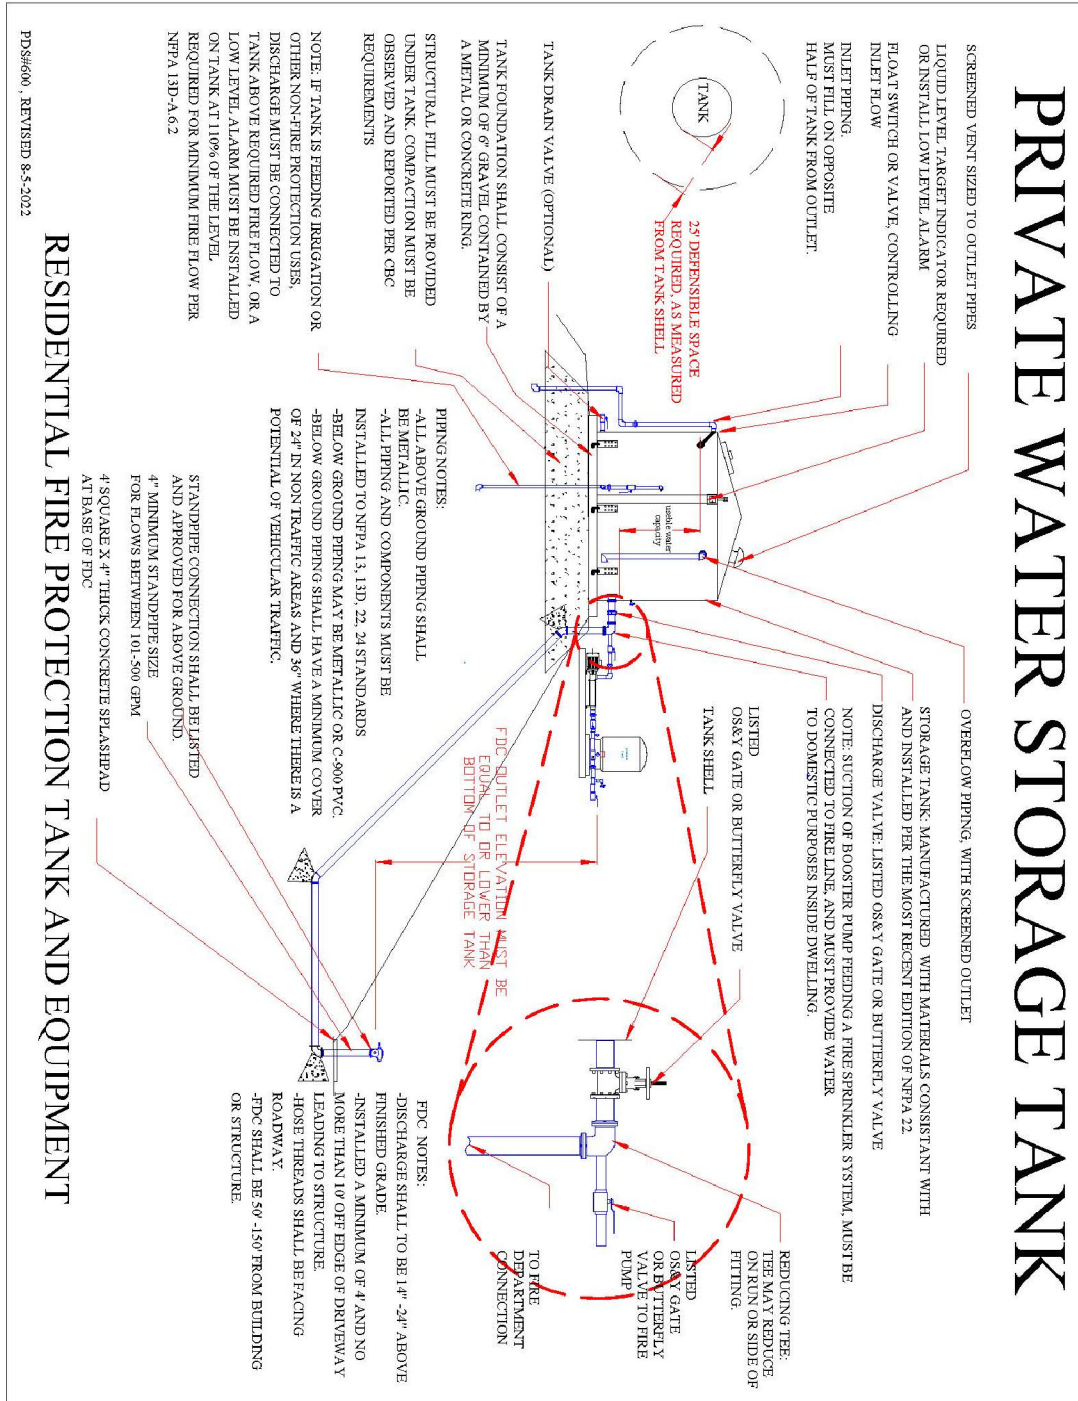 PRIVATE WATER STORAGE TANK
SCREENED VENT SIZED TO OUTLET PIPES
LIQUID LEVEL TARGET INDICATOR REQUIRED
OR INSTALL LOW LEVEL ALARM
FLOAT SWITCH OR VALVE, CONTROLLING
INLET FLOW
INLET PIPING.
MUST FILL ON OPPOSITE
HALF OF TANK FROM OUTLET.
TANK
25' DEFENSIBLE SPACE
REQUIRED, AS MEASURED
FROM TANK SHELL
TANK DRAIN VALVE (OPTIONAL)
TANK FOUNDATION SHALL CONSIST OF A
MINIMUM OF 6" GRAVEL CONTAINED BY
A METAL OR CONCRETE RING.
STRUCTURAL FILL MUST BE PROVIDED
UNDER TANK. COMPACTION MUST BE
OBSERVED AND REPORTED PER CBC
REQUIREMENTS
NOTE: IF TANK IS FEEDING IRRIGATION OR
OTHER NON-FIRE PROTECTION USES,
DISCHARGE MUST BE CONNECTED TO
TANK ABOVE REQUIRED FIRE FLOW, OR A
LOW LEVEL ALARM MUST BE INSTALLED
ON TANK AT 110% OF THE LEVEL
REQUIRED FOR MINIMUM FIRE FLOW PER
NFPA 13D-A.6.2
useble water
capacity
OVERFLOW PIPING, WITH SCREENED OUTLET
STORAGE TANK: MANUFACTURED WITH MATERIALS CONSISTANT WITH
AND INSTALLED PER THE MOST RECENT EDITION OF NFPA 22.
DISCHARGE VALVE: LISTED OS&Y GATE OR BUTTERFLY VALVE
NOTE: SUCTION OF BOOSTER PUMP FEEDING A FIRE SPRINKLER SYSTEM, MUST BE
CONNECTED TO FIRE LINE, AND MUST PROVIDE WATER
TO DOMESTIC PURPOSES INSIDE DWELLING.
LISTED
OS&Y GATE OR BUTTERFLY VALVE
TANK SHELL
REDUCING TEE:
TEE MAY REDUCE
ON RUN OR SIDE OF
FITTING.
LISTED
OS&Y GATE
OR BUTTERFLY
VALVE TO FIRE
PUMP
TO FIRE
DEPARTMENT
CONNECTION
FDC OUTLET ELEVATION MUST BE
EQUAL TO OR LOWER THAN
BOTTOM OF STORAGE TANK
PIPING NOTES:
-ALL ABOVE GROUND PIPING SHALL
BE METALLIC.
-ALL PIPING AND COMPONENTS MUST BE
INSTALLED TO NFPA 13, 13D, 22, 24 STANDARDS
-BELOW GROUND PIPING MAY BE METALLIC OR C-900 PVC.
-BELOW GROUND PIPING SHALL HAVE A MINIMUM COVER
OF 24" IN NON TRAFFIC AREAS AND 36" WHERE THERE IS A
POTENTIAL OF VEHICULAR TRAFFIC.
STANDPIPE CONNECTION SHALL BE LISTED
AND APPROVED FOR ABOVE GROUND.
4" MINIMUM STANDPIPE SIZE
FOR FLOWS BETWEEN 101-500 GPM
4' SQUARE X 4" THICK CONCRETE SPLASHPAD
AT BASE OF FDC
FDC NOTES:
-DISCHARGE SHALL TO BE 14" -24" ABOVE
FINISHED GRADE.
-INSTALLED A MINIMUM OF 4' AND NO
MORE THAN 10' OFF EDGE OF DRIVEWAY
LEADING TO STRUCTURE.
-HOSE THREADS SHALL BE FACING
ROADWAY.
-FDC SHALL BE 50' -150' FROM BUILDING
OR STRUCTURE.
RESIDENTIAL FIRE PROTECTION TANK AND EQUIPMENT
PDS#600 , REVISED 8-5-2022